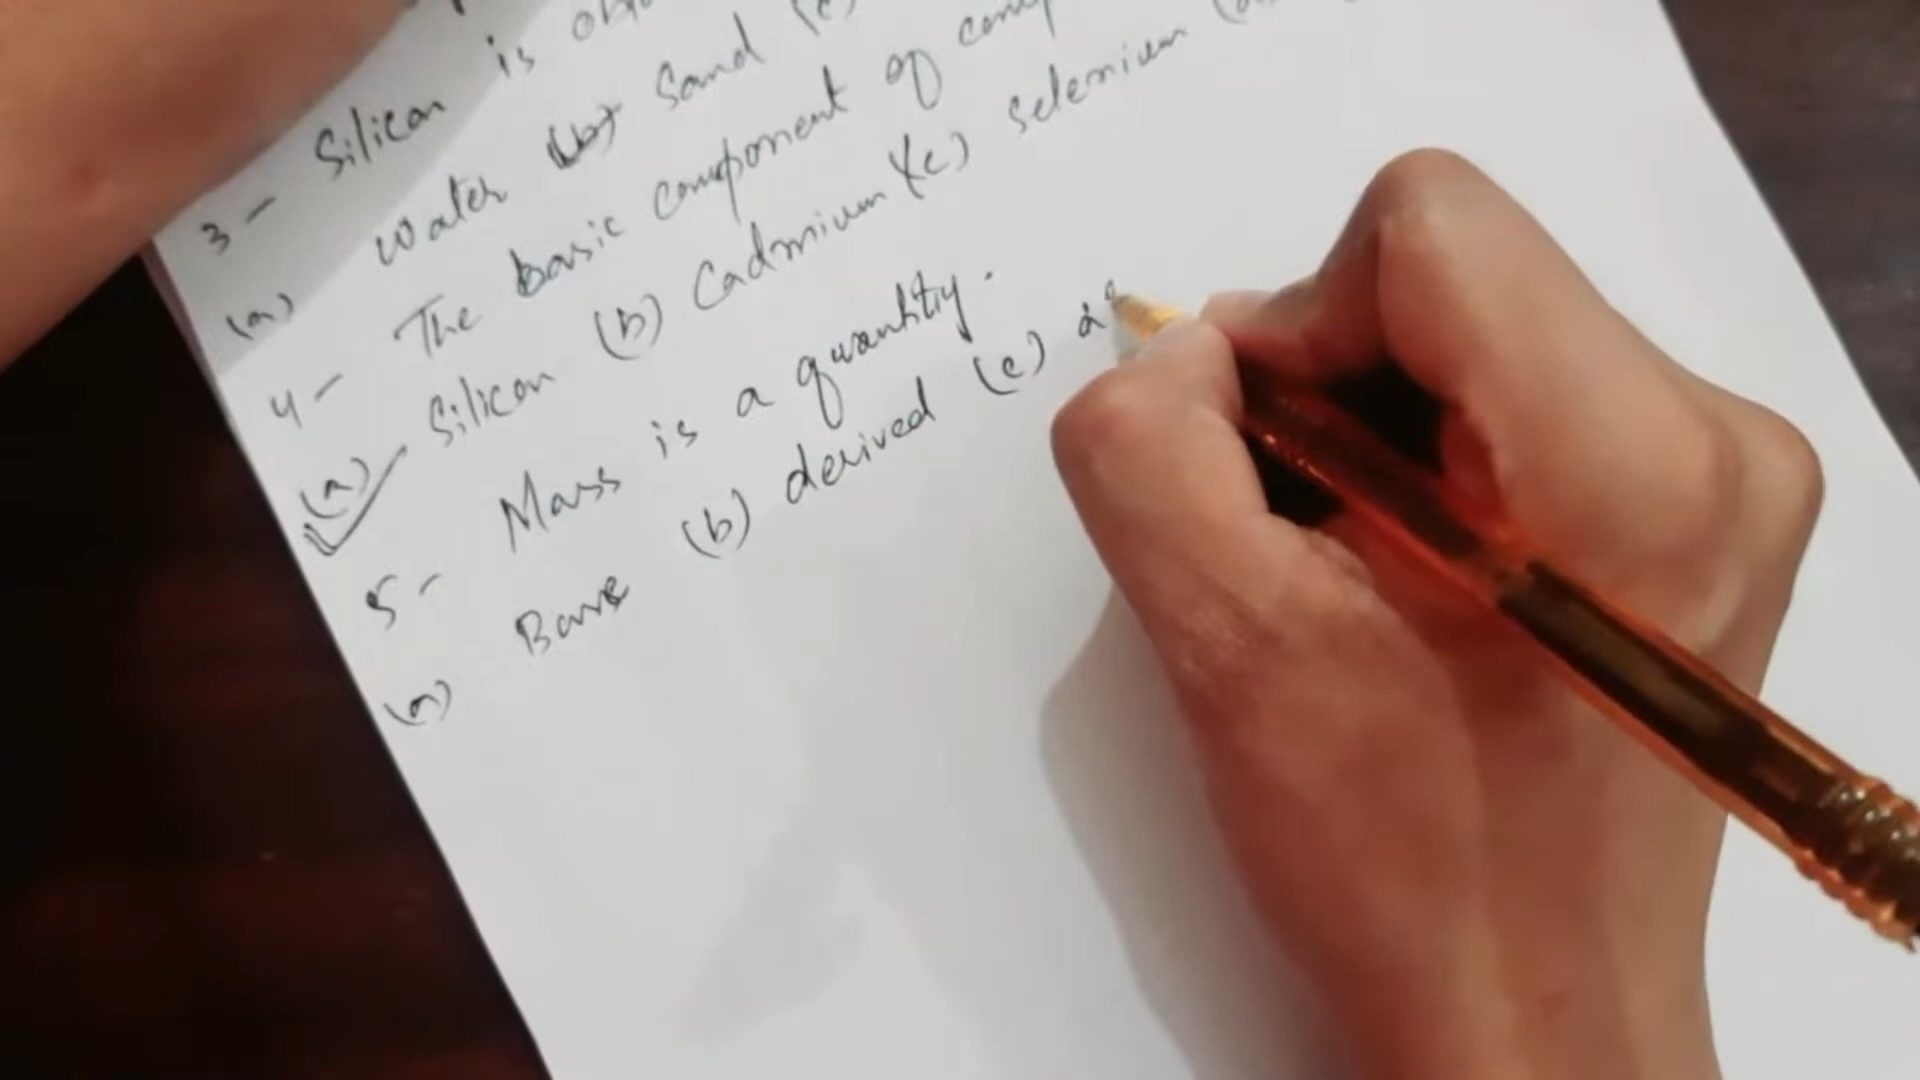 3 - Silicon is
(a) Water (b) Sand (c)
4 - The basic component of
(a) Silicon (b) Cadmium (c) selenium
5 - Mass is a quantity.
(a) Base (b) derived (c)